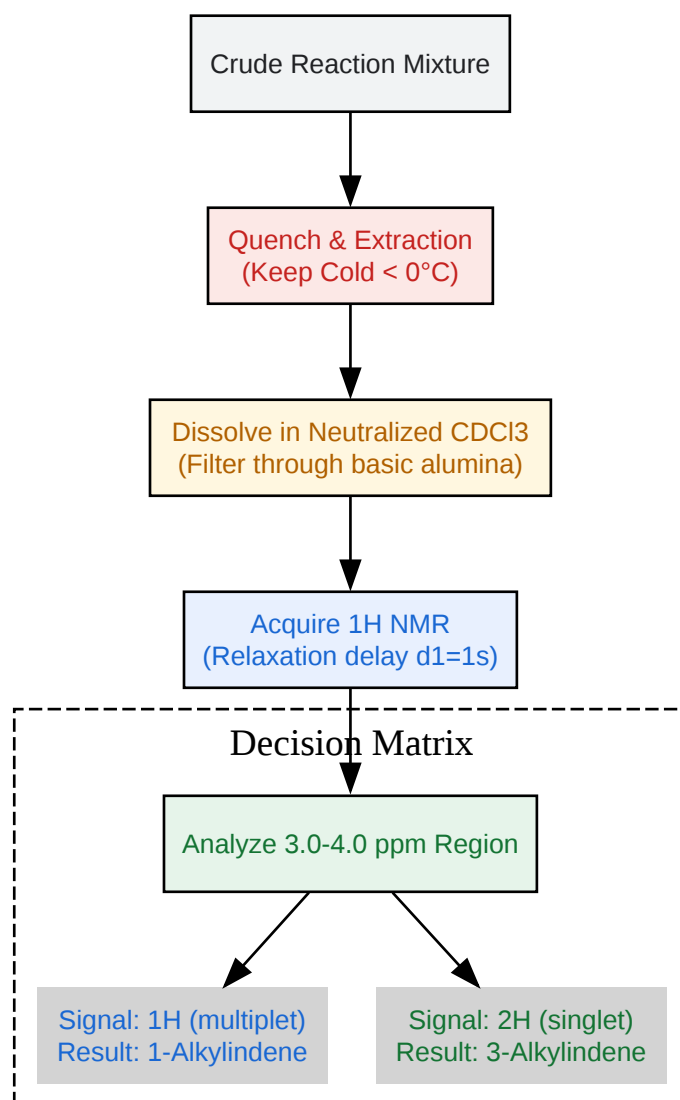 Crude Reaction Mixture
Quench & Extraction
(Keep Cold < 0°C)
Dissolve in Neutralized CDCl3
(Filter through basic alumina)
Acquire 1H NMR
(Relaxation delay d1=1s)
Decision Matrix
Analyze 3.0-4.0 ppm Region
Signal: 1H (multiplet)
Result: 1-Alkylindene
Signal: 2H (singlet)
Result: 3-Alkylindene